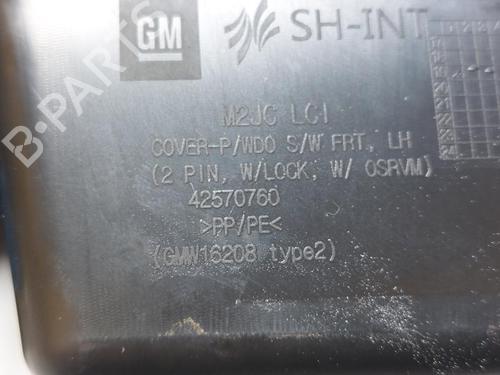 GM SH-INT
M2JC LCI
COVER-P/WDO S/W FRT, LH
(2 PIN, W/LOCK, W/ OSRVM)
42570760
>PP/PE<
(GMW16208 type2)
B-PARTS